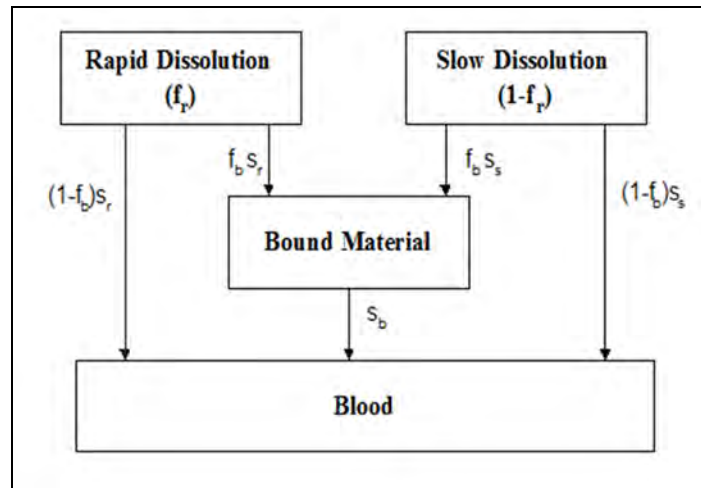 Rapid Dissolution
(fr)
Slow Dissolution
(1-fr)
fb sr
fb ss
(1-fb)sr
(1-fb)ss
Bound Material
sb
Blood